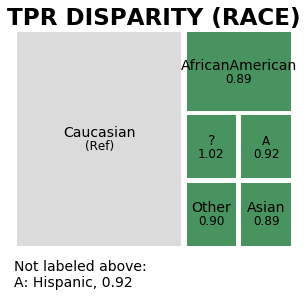 TPR DISPARITY (RACE)
Caucasian
(Ref)
AfricanAmerican
0.89
?
1.02
A
0.92
Other
0.90
Asian
0.89
Not labeled above:
A: Hispanic, 0.92